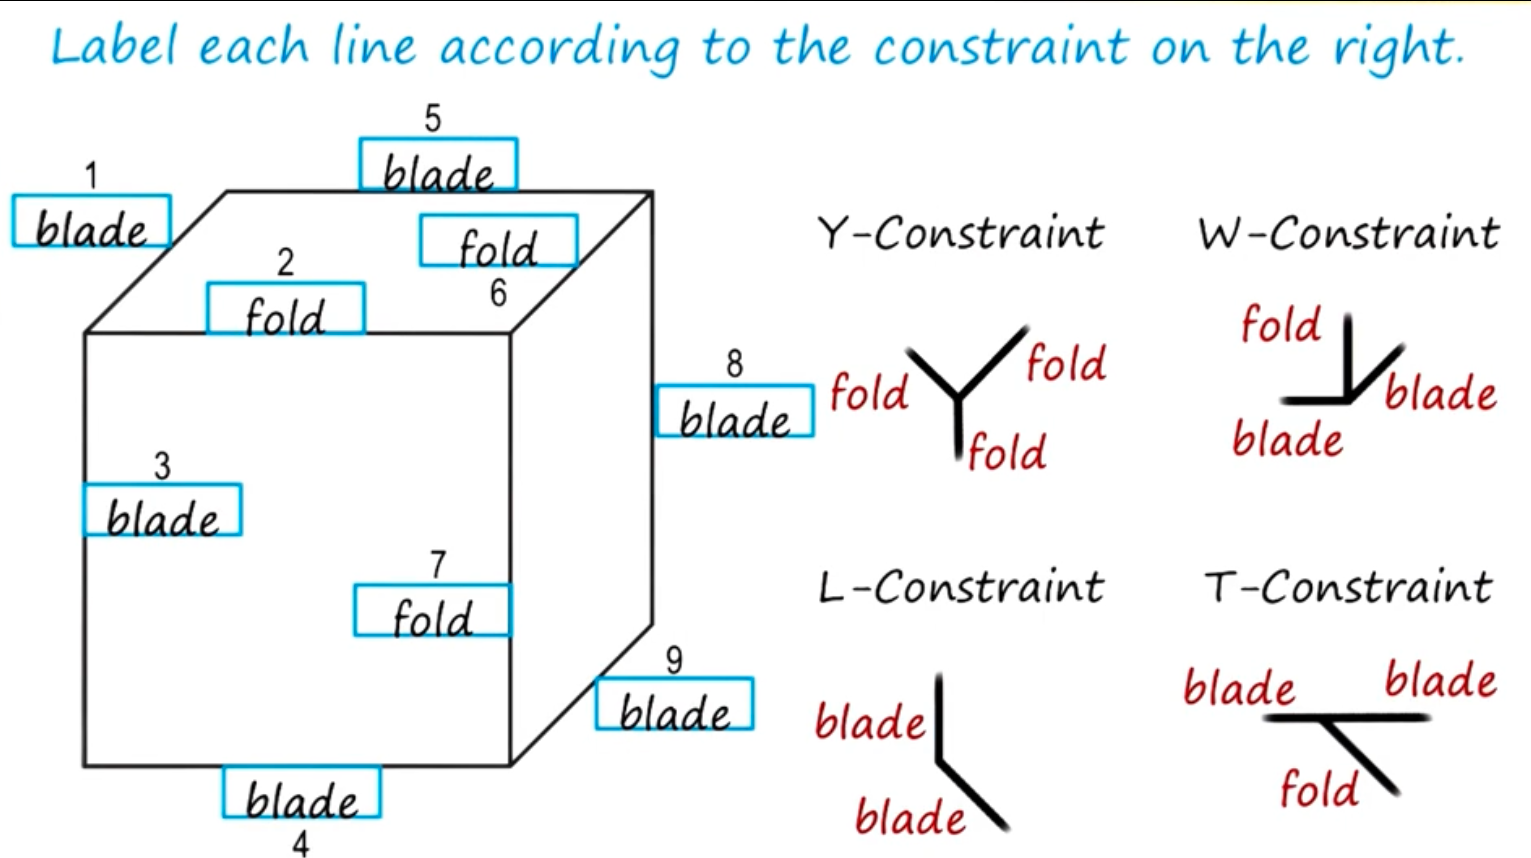 Label each line according to the constraint on the right.
5
blade
1
blade
fold
6
2
fold
8
blade
3
blade
7
fold
9
blade
blade
4
Y-Constraint
fold
fold
fold
W-Constraint
fold
blade
blade
L-Constraint
blade
blade
T-Constraint
blade blade
fold